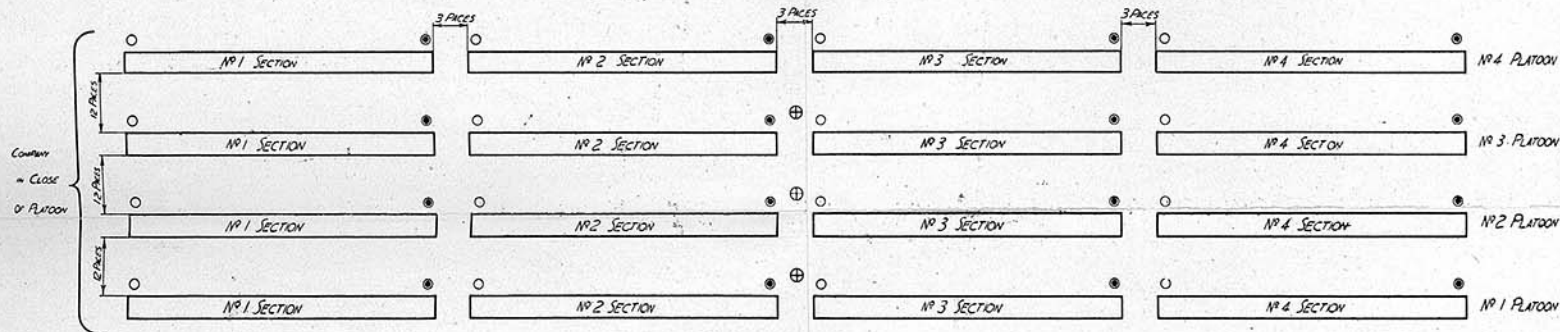 3 PACES 3 PACES 3 PACES
Nº 1 SECTION Nº 2 SECTION Nº 3 SECTION Nº 4 SECTION Nº 4 PLATOON
12 PACES
Nº 1 SECTION Nº 2 SECTION Nº 3 SECTION Nº 4 SECTON Nº 3 PLATOON
COMPANY
IN CLOSE
OF PLATOON
12 PACES
Nº 1 SECTION Nº 2 SECTION Nº 3 SECTION Nº 4 SECTION Nº 2 PLATOON
12 PACES
Nº 1 SECTION Nº 2 SECTION Nº 3 SECTION Nº 4 SECTION Nº 1 PLATOON